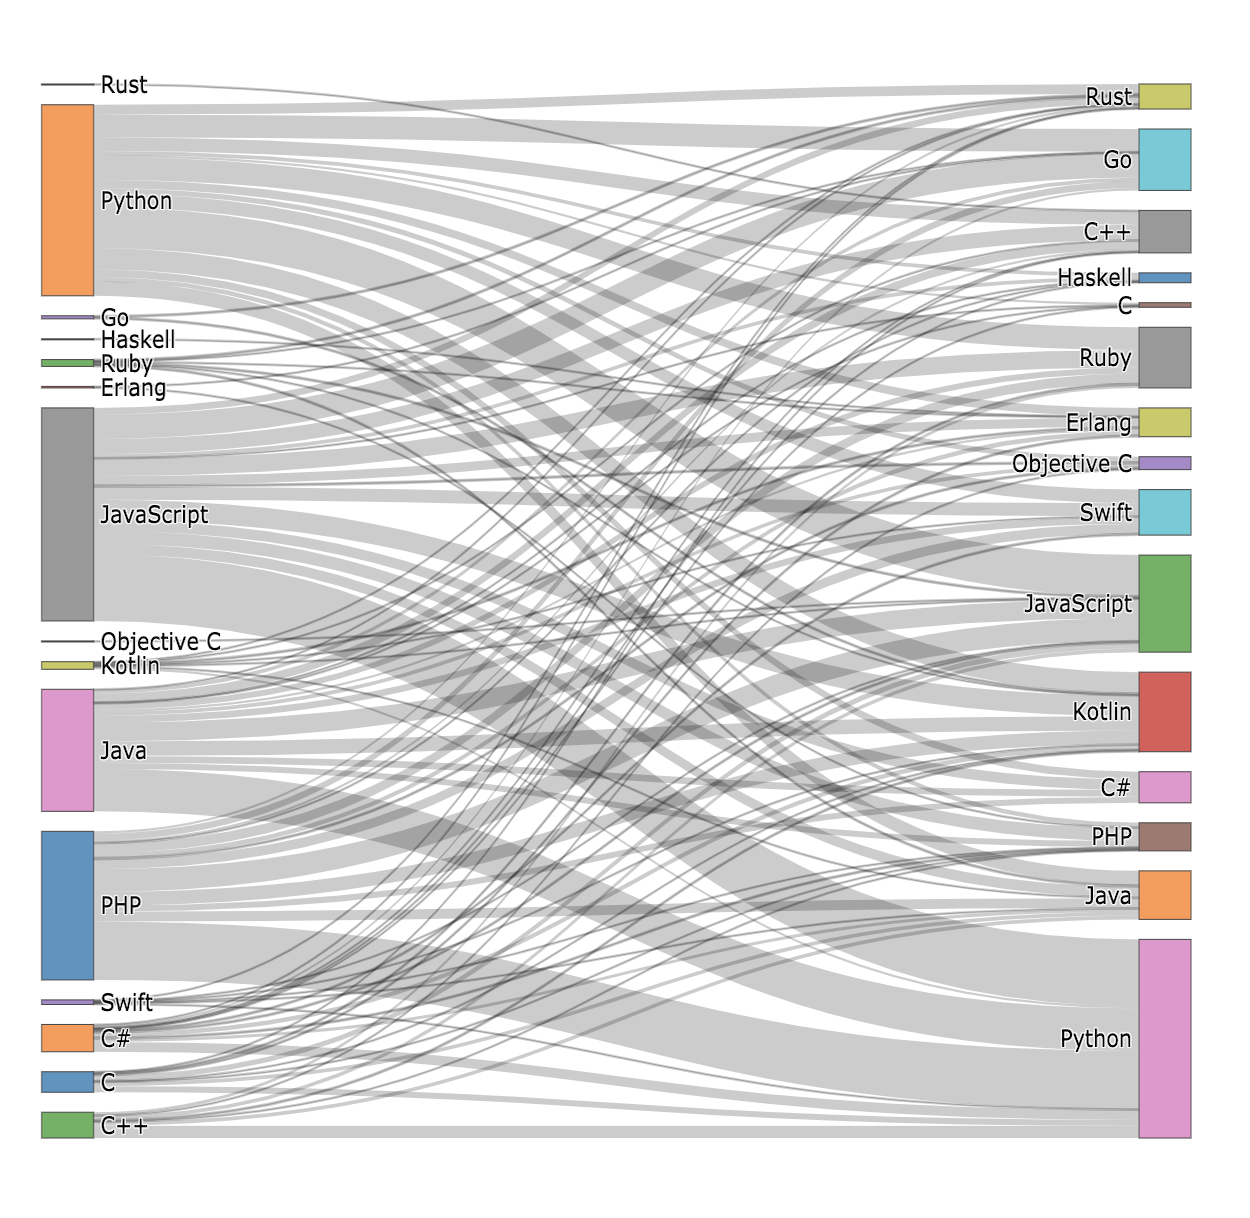 Rust
Python
Go
Haskell
Ruby
Erlang
JavaScript
Objective C
Kotlin
Java
PHP
Swift
C#
C
C++
Rust
Go
C++
Haskell
C
Ruby
Erlang
Objective C
Swift
JavaScript
Kotlin
C#
PHP
Java
Python